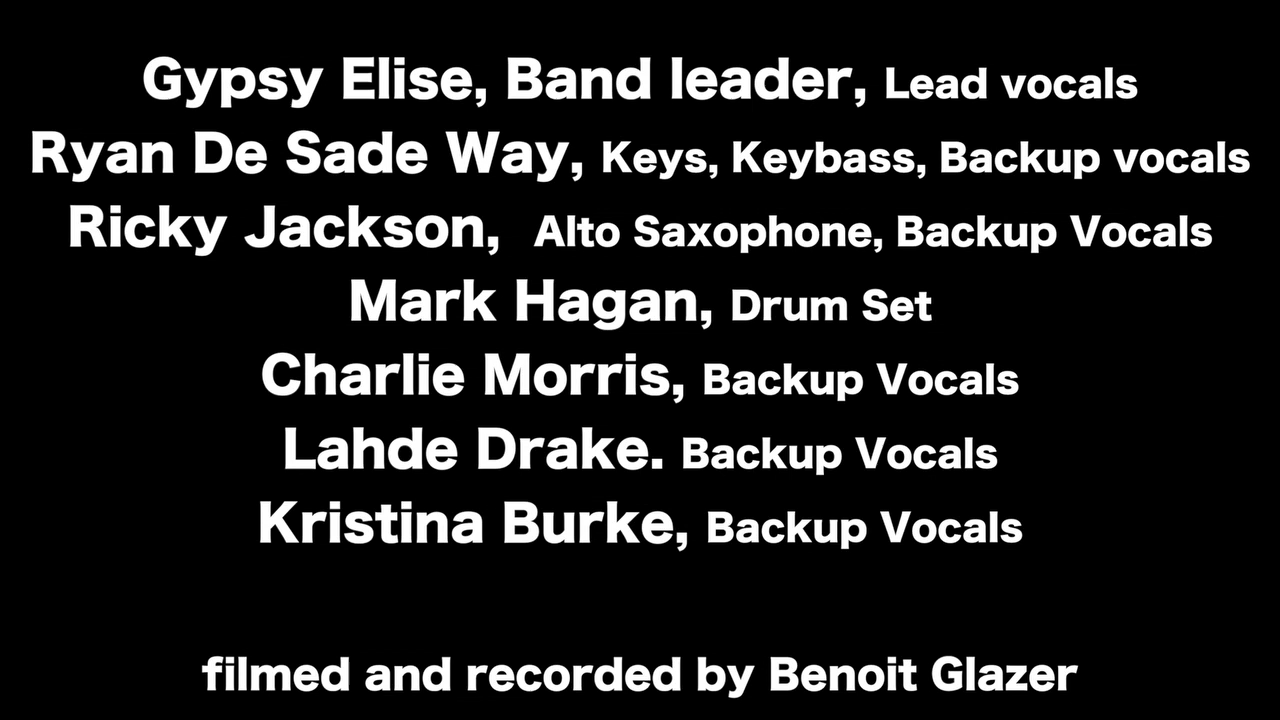 Gypsy Elise, Band leader, Lead vocals
Ryan De Sade Way, Keys, Keybass, Backup vocals
Ricky Jackson, Alto Saxophone, Backup Vocals
Mark Hagan, Drum Set
Charlie Morris, Backup Vocals
Lahde Drake. Backup Vocals
Kristina Burke, Backup Vocals
filmed and recorded by Benoit Glazer